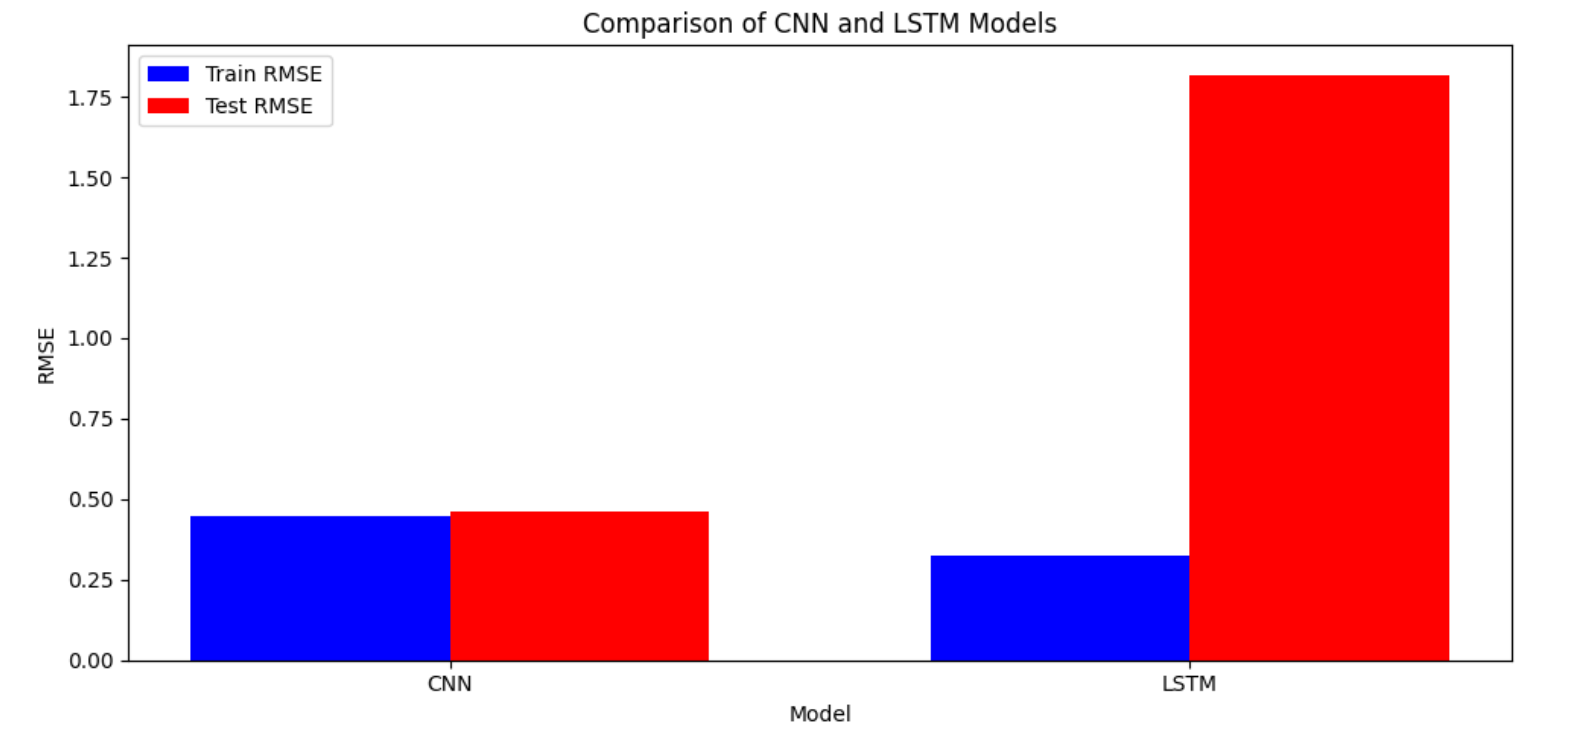 Comparison of CNN and LSTM Models
Train RMSE
Test RMSE
1.75
1.50
1.25
1.00
0.75
0.50
0.25
0.00
RMSE
CNN
LSTM
Model